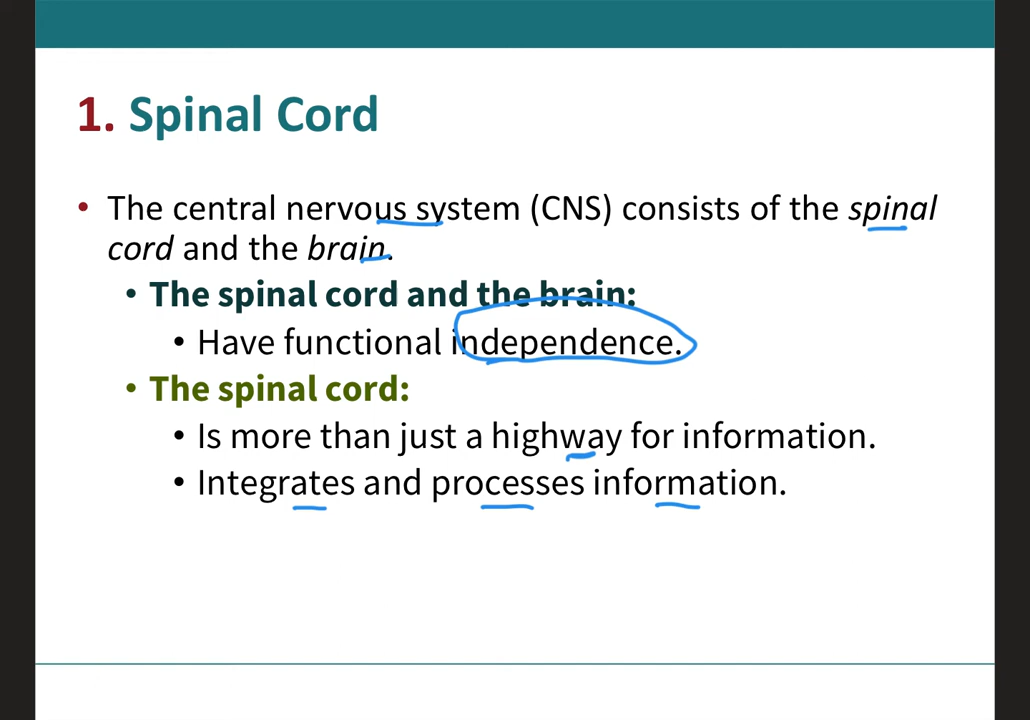 1. Spinal Cord
• The central nervous system (CNS) consists of the spinal
cord and the brain.
• The spinal cord and the brain:
• Have functional independence.
• The spinal cord:
• Is more than just a highway for information.
• Integrates and processes information.